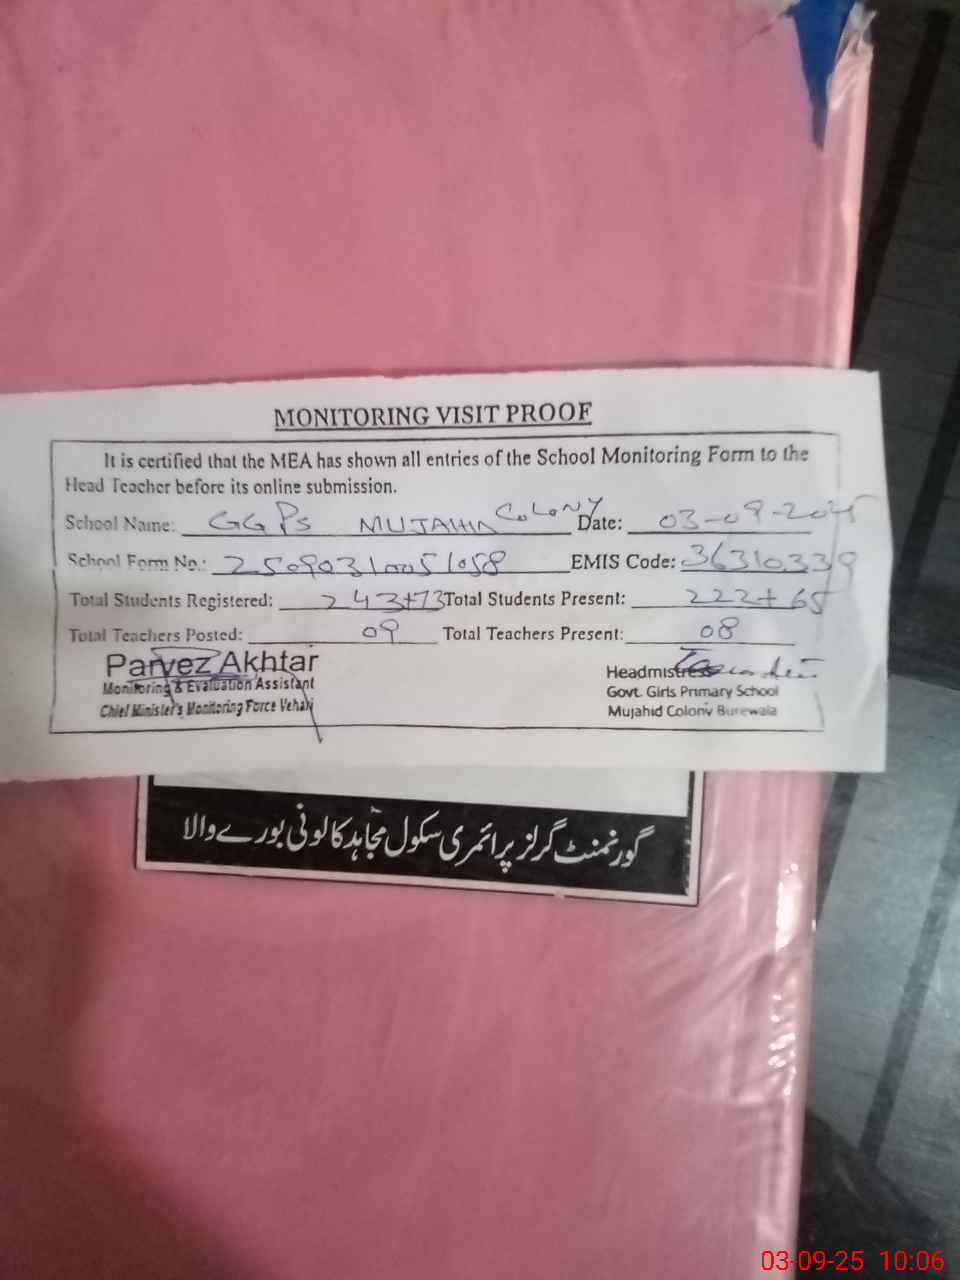 MONITORING VISIT PROOF
It is certified that the MEA has shown all entries of the School Monitoring Form to the
Head Teacher before its online submission.
School Name: GGPS MUJAHID COLONY Date: 03-09-2025
School Form No.: 25090310051058 EMIS Code: 36310339
Total Students Registered: 243+73 Total Students Present: 222+65
Total Teachers Posted: 09 Total Teachers Present: 08
Parvez Akhtar
Monitoring & Evaluation Assistant
Chief Minister's Monitoring Force Vehari
Headmistress
Govt. Girls Primary School
Mujahid Colony Burewala
گورنمنٹ گرلز پرائمری سکول مجاہد کالونی بورے والا
03-09-25 10:06